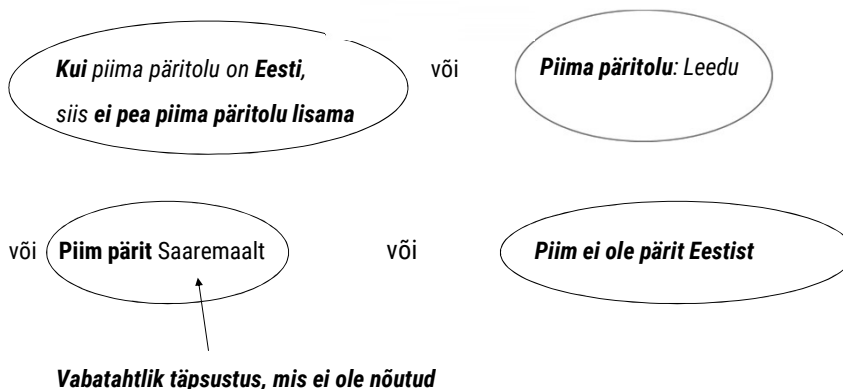 Kui piima päritolu on Eesti,
siis ei pea piima päritolu lisama
või
Piima päritolu: Leedu
või
Piim pärit Saaremaalt
või
Piim ei ole pärit Eestist
Vabatahtlik täpsustus, mis ei ole nõutud